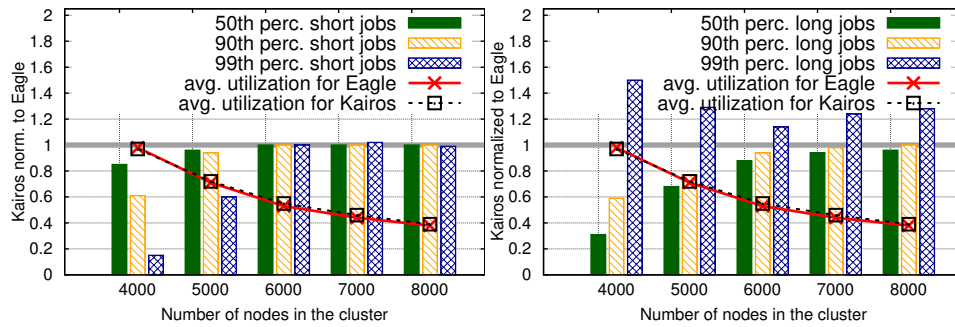 Kairos norm. to Eagle
2
1.8
1.6
1.4
1.2
1
0.8
0.6
0.4
0.2
0
50th perc. short jobs
90th perc. short jobs
99th perc. short jobs
avg. utilization for Eagle
avg. utilization for Kairos
4000 5000 6000 7000 8000
Number of nodes in the cluster
Kairos normalized to Eagle
2
1.8
1.6
1.4
1.2
1
0.8
0.6
0.4
0.2
0
50th perc. long jobs
90th perc. long jobs
99th perc. long jobs
avg. utilization for Eagle
avg. utilization for Kairos
4000 5000 6000 7000 8000
Number of nodes in the cluster